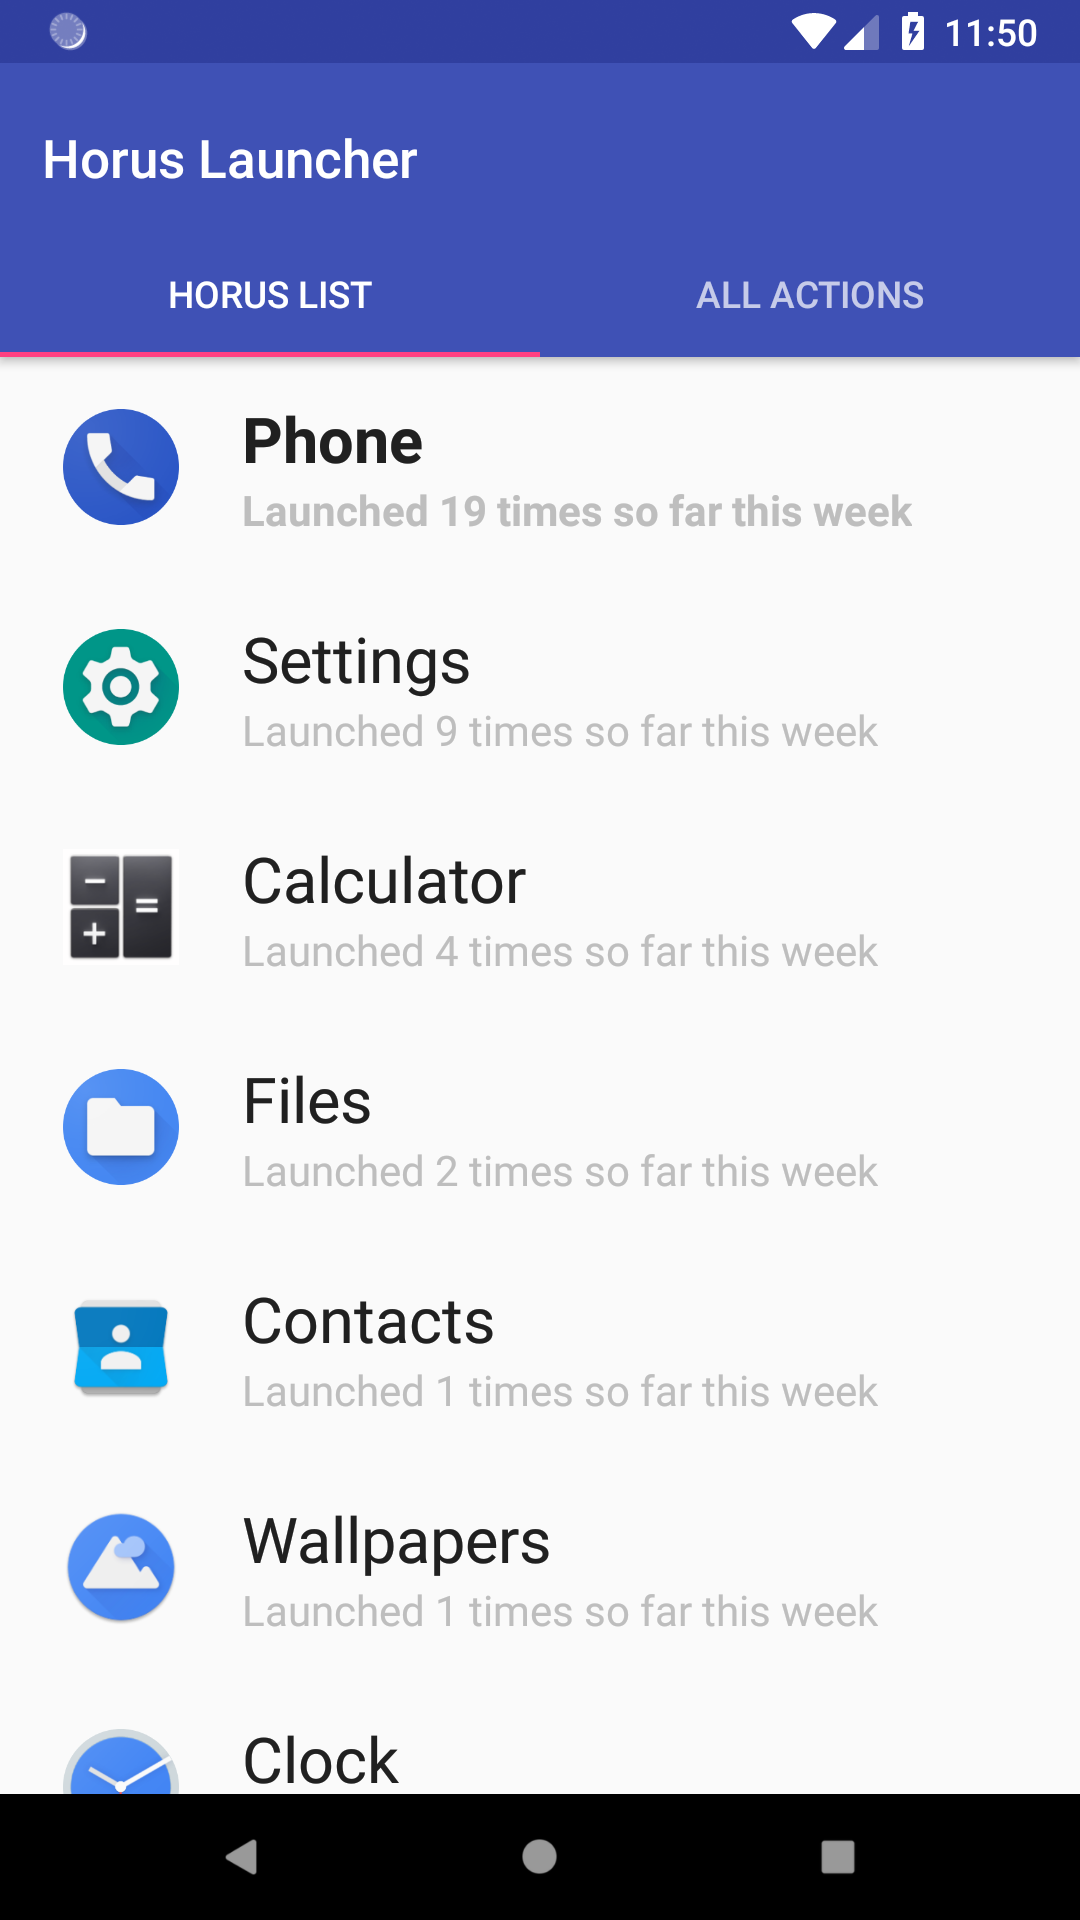 11:50
Horus Launcher
HORUS LIST
ALL ACTIONS
Phone
Launched 19 times so far this week
Settings
Launched 9 times so far this week
Calculator
Launched 4 times so far this week
Files
Launched 2 times so far this week
Contacts
Launched 1 times so far this week
Wallpapers
Launched 1 times so far this week
Clock